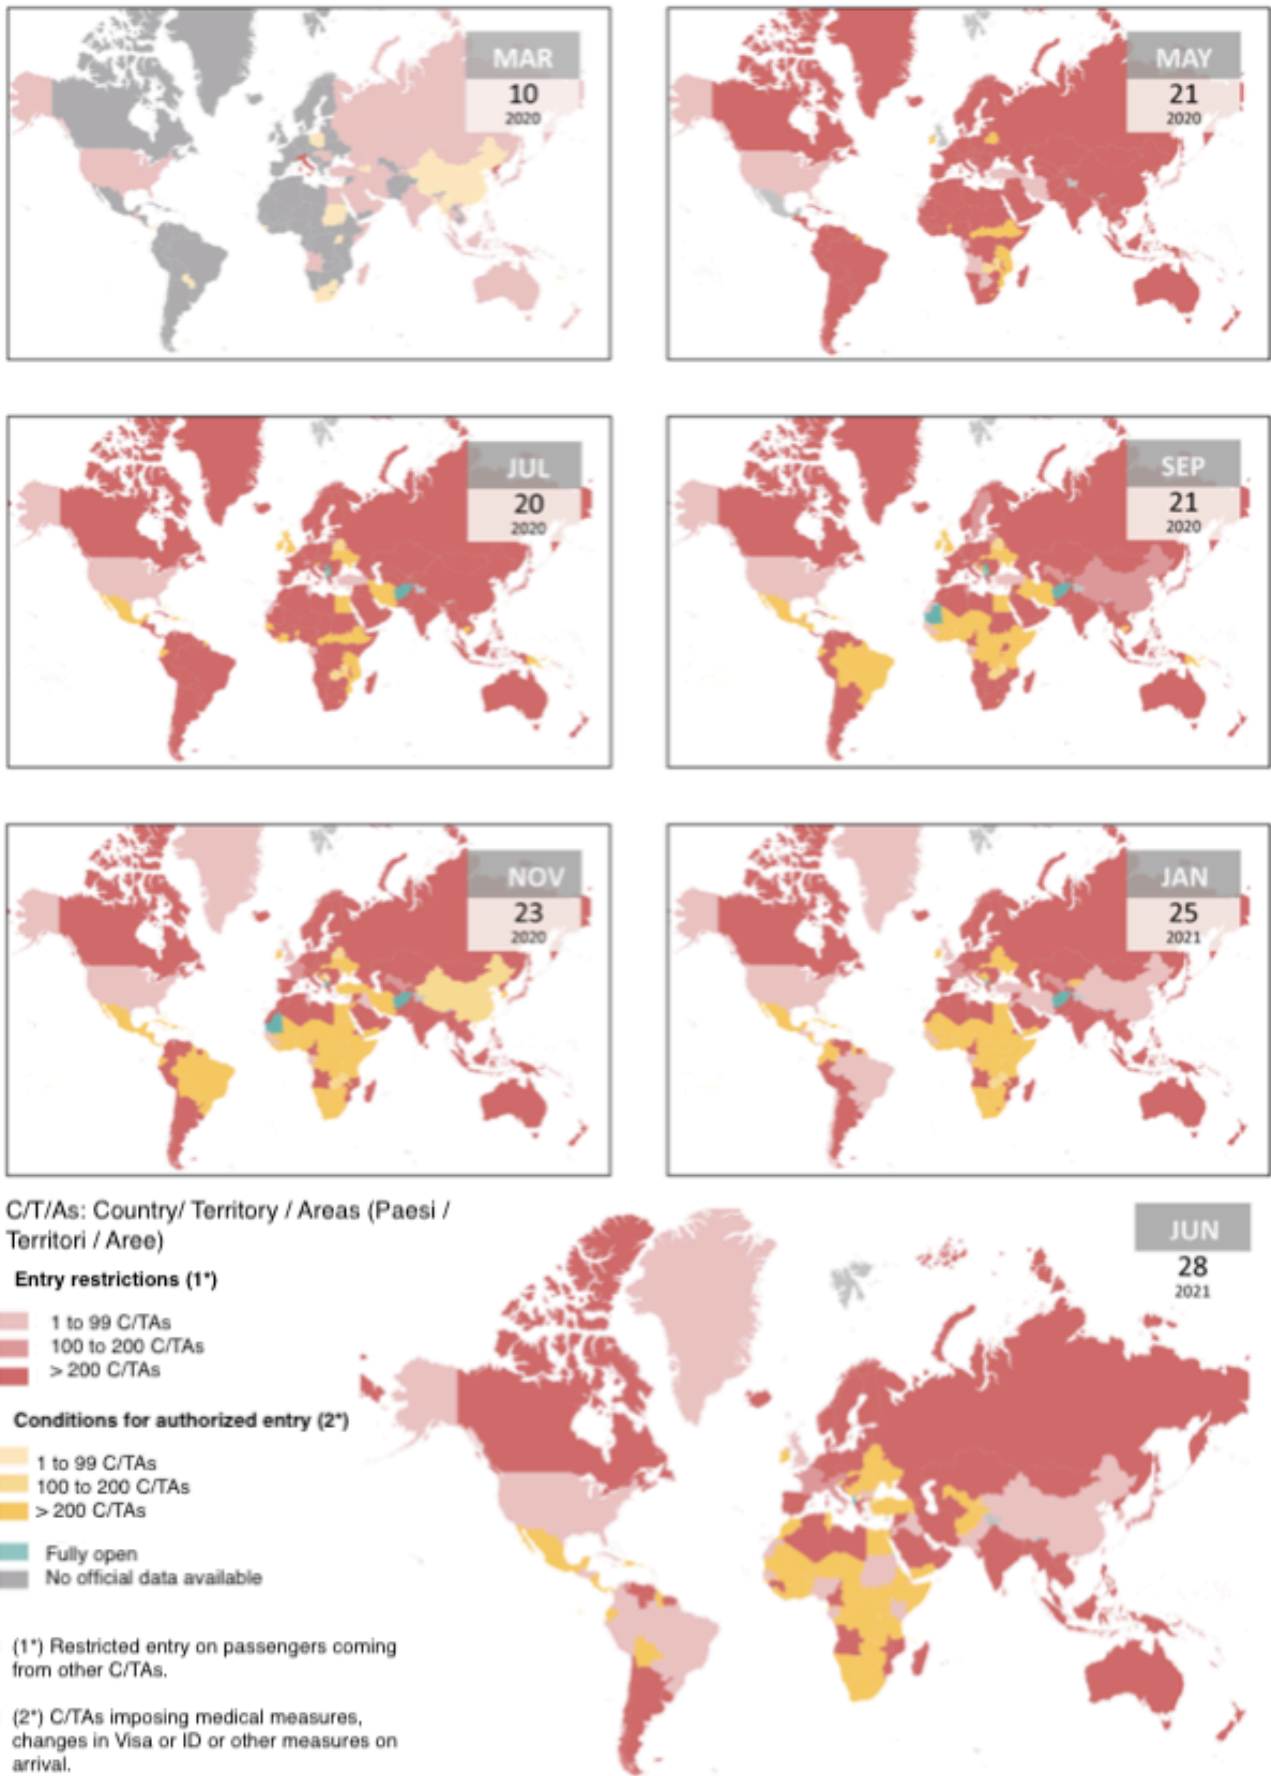 MAR
10
2020
MAY
21
2020
JUL
20
2020
SEP
21
2020
NOV
23
2020
JAN
25
2021
C/T/As: Country/ Territory / Areas (Paesi /
Territori / Aree)
JUN
28
2021
Entry restrictions (1*)
1 to 99 C/TAs
100 to 200 C/TAs
> 200 C/TAs
Conditions for authorized entry (2*)
1 to 99 C/TAs
100 to 200 C/TAs
> 200 C/TAs
Fully open
No official data available
(1*) Restricted entry on passengers coming
from other C/TAs.
(2*) C/TAs imposing medical measures,
changes in Visa or ID or other measures on
arrival.